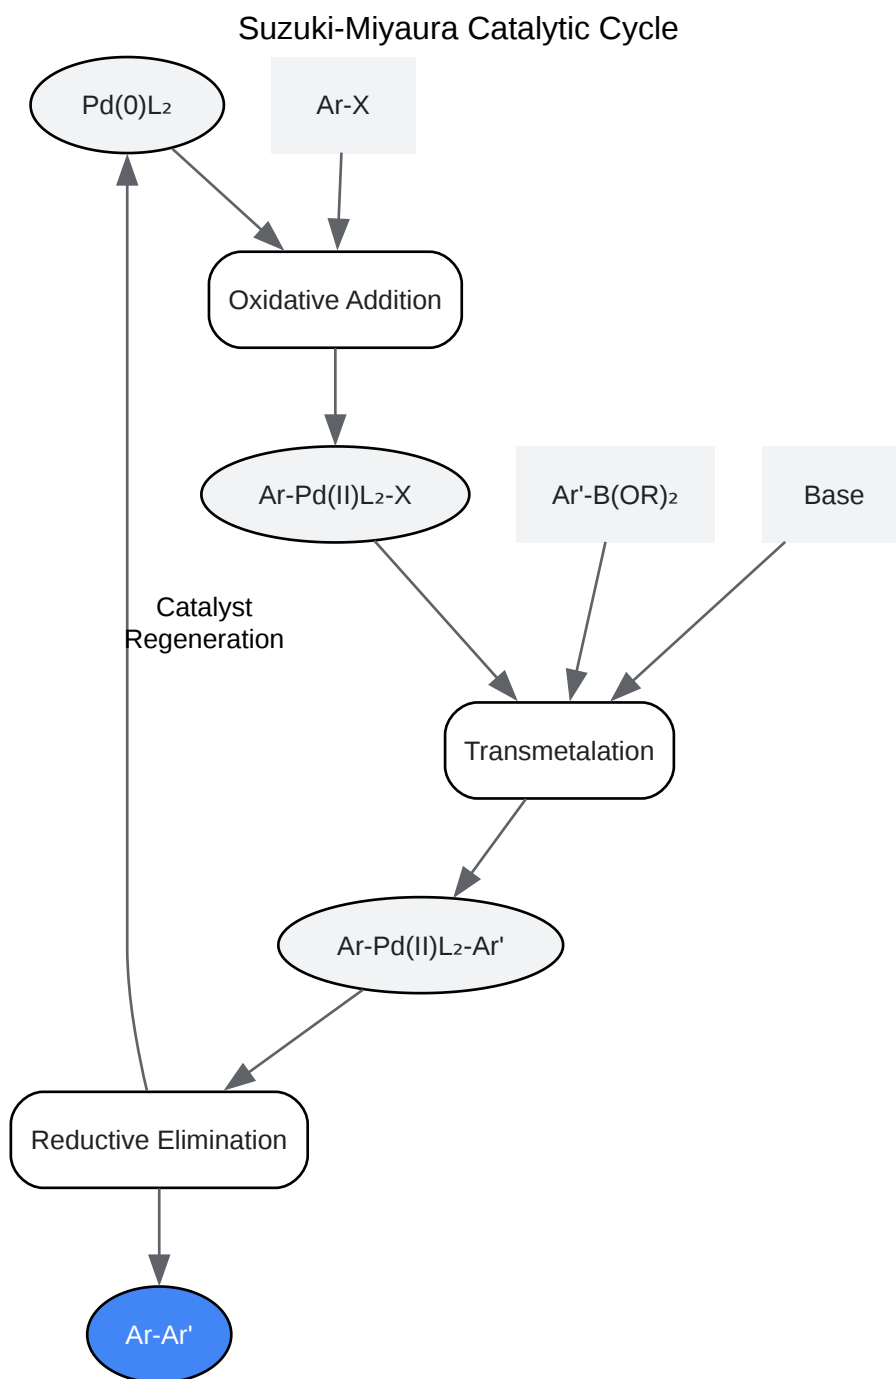 Suzuki-Miyaura Catalytic Cycle
Pd(0)L₂
Ar-X
Oxidative Addition
Ar-Pd(II)L₂-X
Ar'-B(OR)₂
Base
Catalyst
Regeneration
Transmetalation
Ar-Pd(II)L₂-Ar'
Reductive Elimination
Ar-Ar'